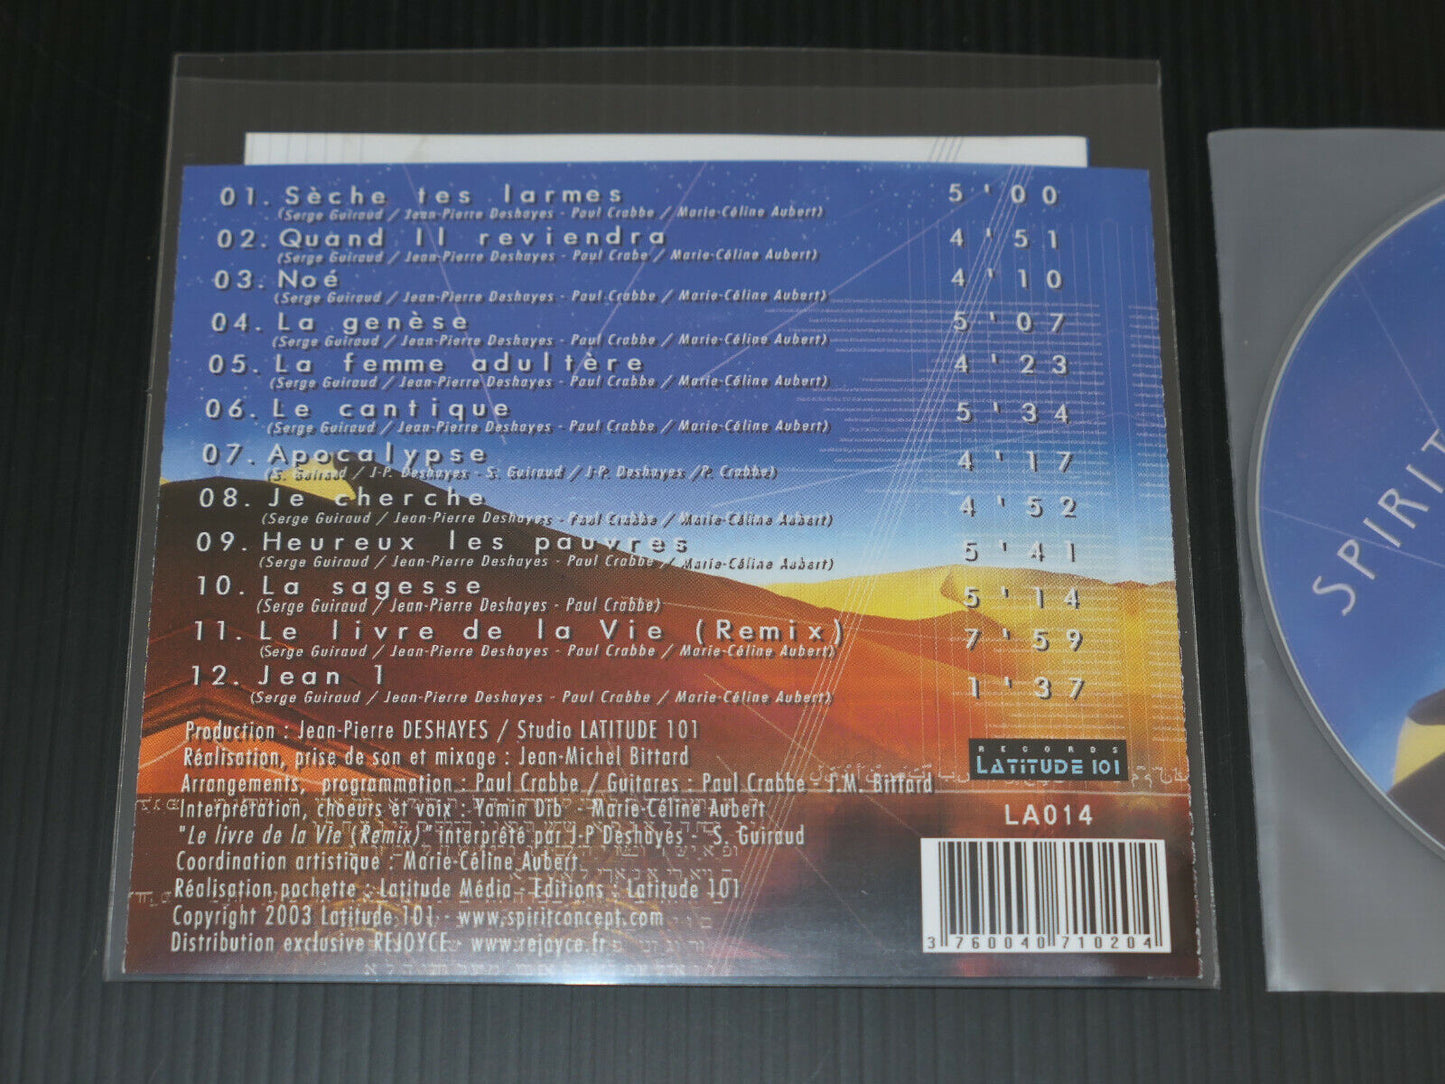 01. Sèche tes larmes 5'00
(Serge Guiraud / Jean-Pierre Deshayes - Paul Crabbe / Marie-Céline Aubert)
02. Quand Il reviendra 4'51
(Serge Guiraud / Jean-Pierre Deshayes - Paul Crabe / Marie-Céline Aubert)
03. Noé 4'10
(Serge Guiraud / Jean-Pierre Deshayes - Paul Crabbe / Marie-Céline Aubert)
04. La genèse 5'07
(Serge Guiraud / Jean-Pierre Deshayes - Paul Crabbe / Marie-Céline Aubert)
05. La femme adultère 4'23
(Serge Guiraud / Jean-Pierre Deshayes - Paul Crabbe / Marie-Céline Aubert)
06. Le cantique 5'34
(Serge Guiraud / Jean-Pierre Deshayes - Paul Crabbe / Marie-Céline Aubert)
07. Apocalypse 4'17
(S. Guiraud / J-P. Deshayes - S. Guiraud / J-P. Deshayes /P. Crabbe)
08. Je cherche 4'52
(Serge Guiraud / Jean-Pierre Deshayes - Paul Crabbe / Marie-Céline Aubert)
09. Heureux les pauvres 5'41
(Serge Guiraud / Jean-Pierre Deshayes - Paul Crabbe / Marie-Céline Aubert)
10. La sagesse 5'14
(Serge Guiraud / Jean-Pierre Deshayes - Paul Crabbe)
11. Le livre de la Vie (Remix) 7'59
(Serge Guiraud / Jean-Pierre Deshayes - Paul Crabbe / Marie-Céline Aubert)
12. Jean 1 1'37
(Serge Guiraud / Jean-Pierre Deshayes - Paul Crabbe / Marie-Céline Aubert)
Production : Jean-Pierre DESHAYES / Studio LATITUDE 101
Réalisation, prise de son et mixage : Jean-Michel Bittard
Arrangements, programmation : Paul Crabbe / Guitares : Paul Crabbe - J.M. Bittard
Interprétation, choeurs et voix : Yamin Dib - Marie-Céline Aubert
"Le livre de la Vie (Remix)" interprété par J-P Deshayes - S. Guiraud
Coordination artistique : Marie-Céline Aubert
Réalisation pochette : Latitude Média - Editions : Latitude 101
Copyright 2003 Latitude 101 - www.spiritconcept.com
Distribution exclusive REJOYCE - www.rejoyce.fr
RECORDS
LATITUDE 101
LA014
3 760040 710204
SPIRIT